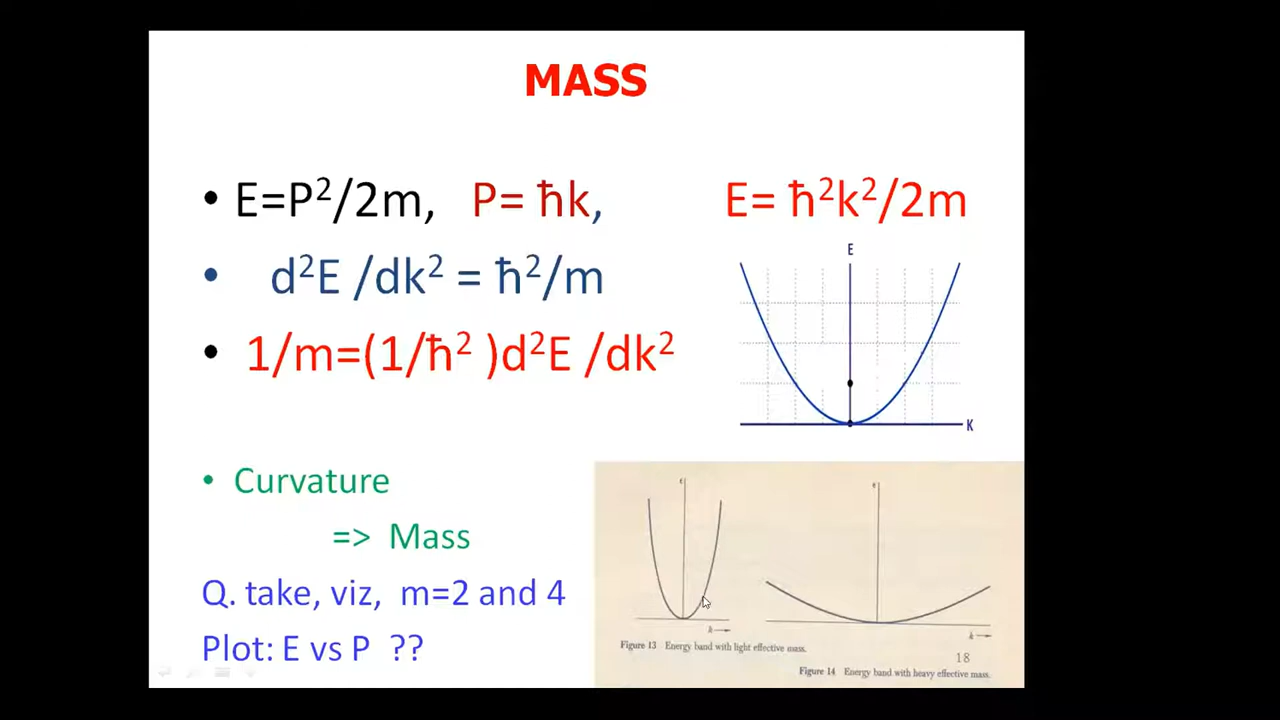 MASS
• E=P²/2m, P= ħk, E= ħ²k²/2m
• d²E /dk² = ħ²/m
• 1/m=(1/ħ² )d²E /dk²
E
K
• Curvature
=> Mass
Q. take, viz, m=2 and 4
Plot: E vs P ??
k
k
Figure 13 Energy band with light effective mass.
18
Figure 14 Energy band with heavy effective mass.